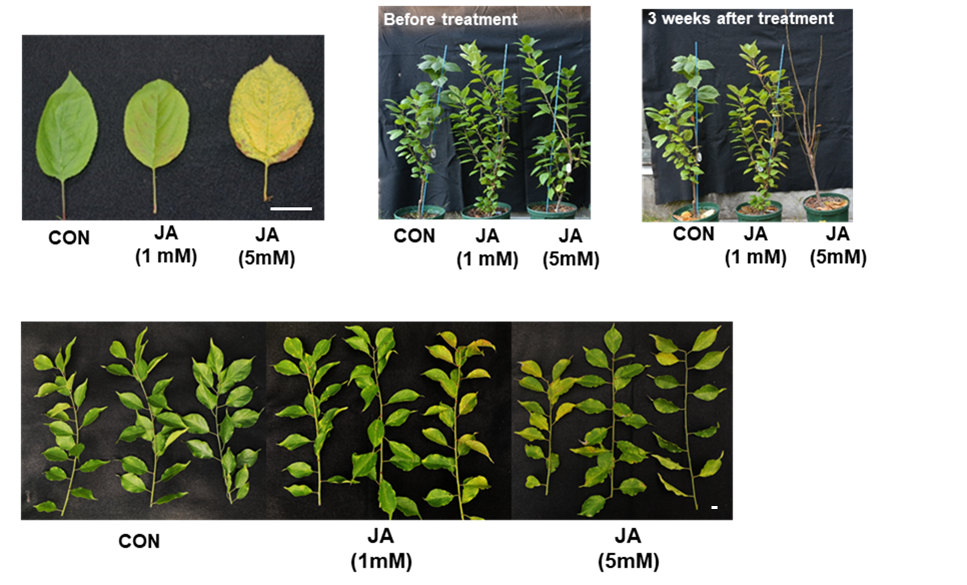 Before treatment
3 weeks after treatment
CON
JA
(1 mM)
JA
(5mM)
CON
JA
(1 mM)
JA
(5mM)
CON
JA
(1 mM)
JA
(5mM)
CON
JA
(1mM)
JA
(5mM)